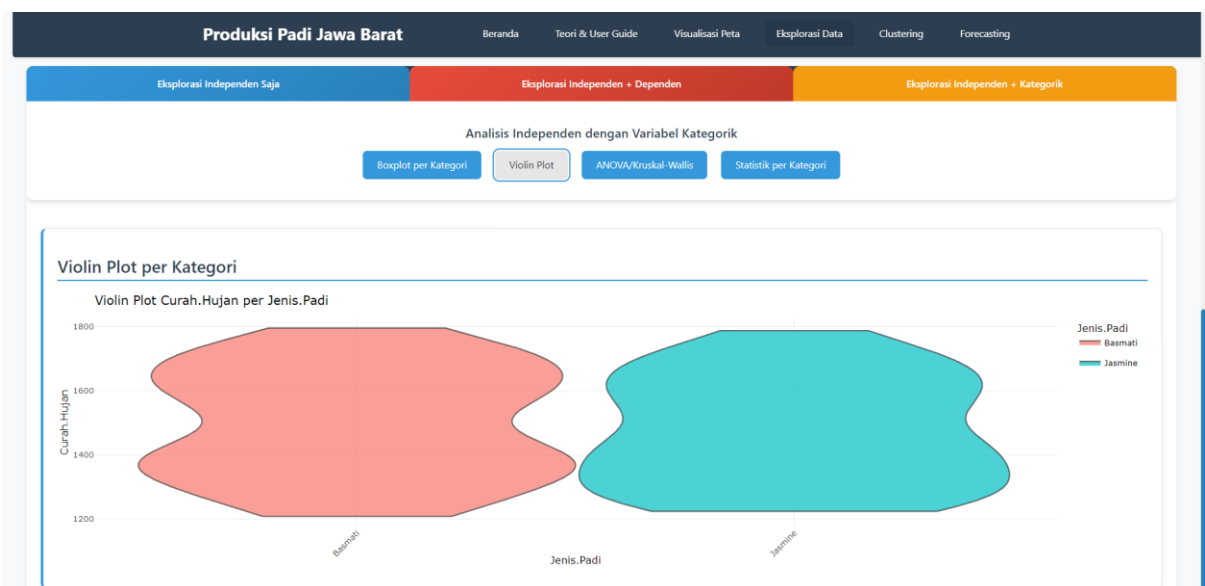 Produksi Padi Jawa Barat
Beranda
Teori & User Guide
Visualisasi Peta
Eksplorasi Data
Clustering
Forecasting
Eksplorasi Independen Saja
Eksplorasi Independen + Dependen
Eksplorasi Independen + Kategorik
Analisis Independen dengan Variabel Kategorik
Boxplot per Kategori
Violin Plot
ANOVA/Kruskal-Wallis
Statistik per Kategori
Violin Plot per Kategori
Violin Plot Curah.Hujan per Jenis.Padi
1800
1600
1400
1200
Curah.Hujan
Basmati
Jasmine
Jenis.Padi
Jenis.Padi
Basmati
Jasmine